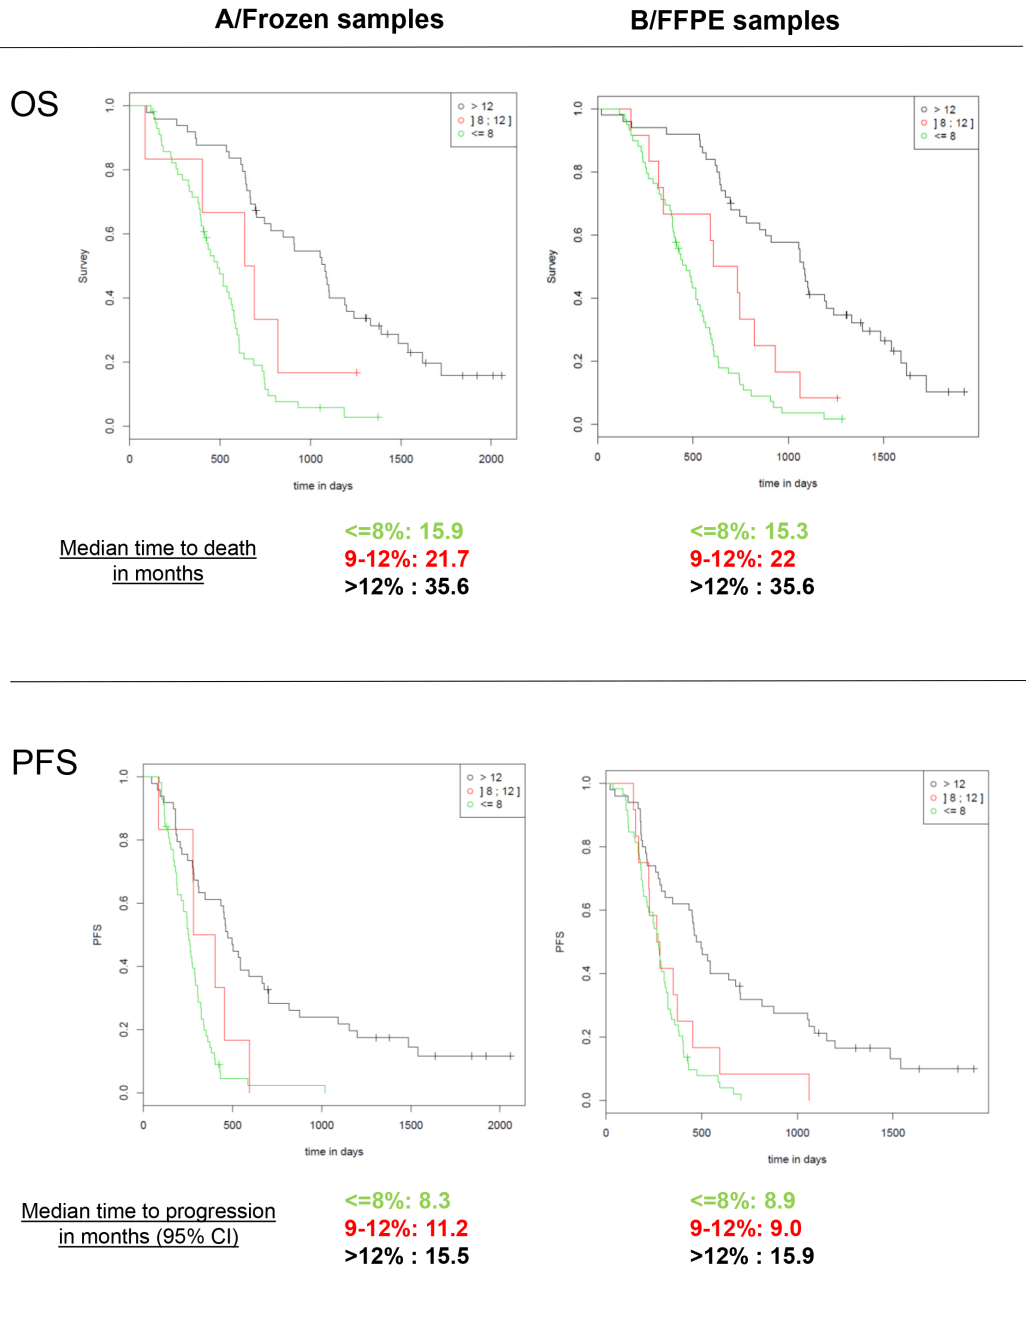 A/Frozen samples
B/FFPE samples
OS
1.0
0.8
0.6
0.4
0.2
0.0
Survey
> 12
] 8 ; 12 ]
<= 8
0
500
1000
1500
2000
time in days
1.0
0.8
0.6
0.4
0.2
0.0
Survey
> 12
] 8 ; 12 ]
<= 8
0
500
1000
1500
time in days
Median time to death
in months
<=8%: 15.9
9-12%: 21.7
>12% : 35.6
<=8%: 15.3
9-12%: 22
>12% : 35.6
PFS
1.0
0.8
0.6
0.4
0.2
0.0
PFS
> 12
] 8 ; 12 ]
<= 8
0
500
1000
1500
2000
time in days
1.0
0.8
0.6
0.4
0.2
0.0
PFS
> 12
] 8 ; 12 ]
<= 8
0
500
1000
1500
time in days
Median time to progression
in months (95% CI)
<=8%: 8.3
9-12%: 11.2
>12% : 15.5
<=8%: 8.9
9-12%: 9.0
>12% : 15.9